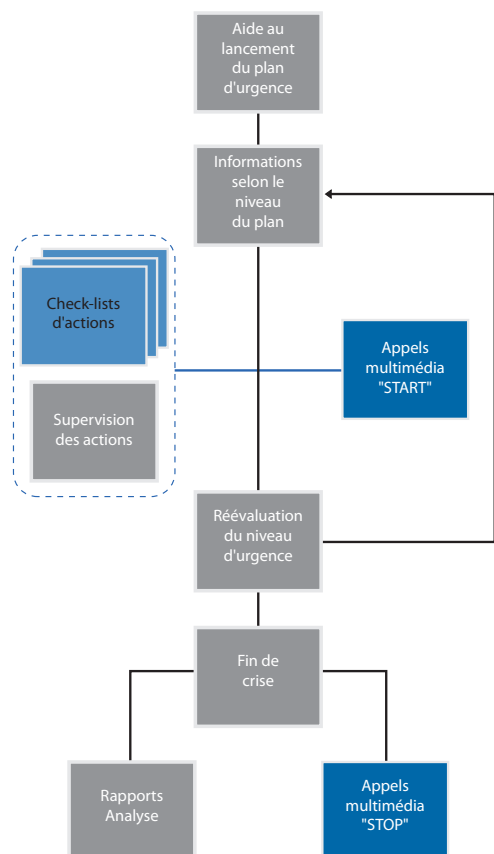 Aide au
lancement
du plan
d'urgence
Informations
selon le
niveau
du plan
Check-lists
d'actions
Supervision
des actions
Appels
multimédia
"START"
Réévaluation
du niveau
d'urgence
Fin de
crise
Rapports
Analyse
Appels
multimédia
"STOP"